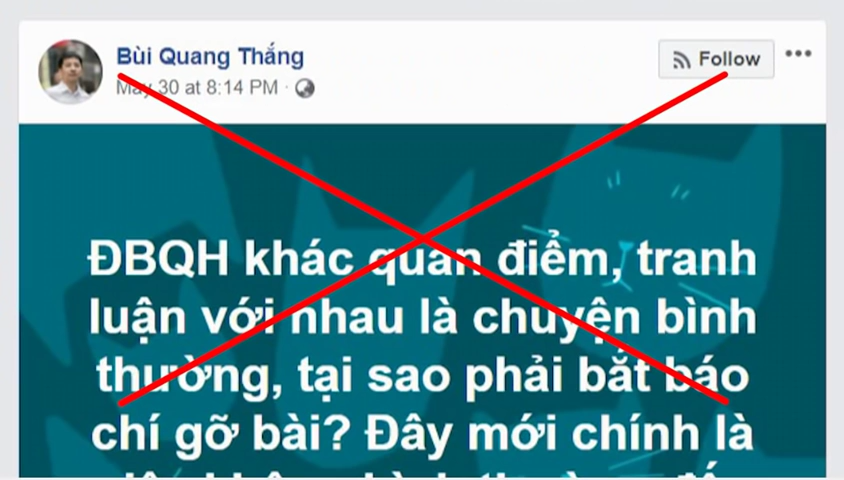 Bùi Quang Thắng
May 30 at 8:14 PM ·
Follow
ĐBQH khác quan điểm, tranh
luận với nhau là chuyện bình
thường, tại sao phải bắt báo
chí gỡ bài? Đây mới chính là